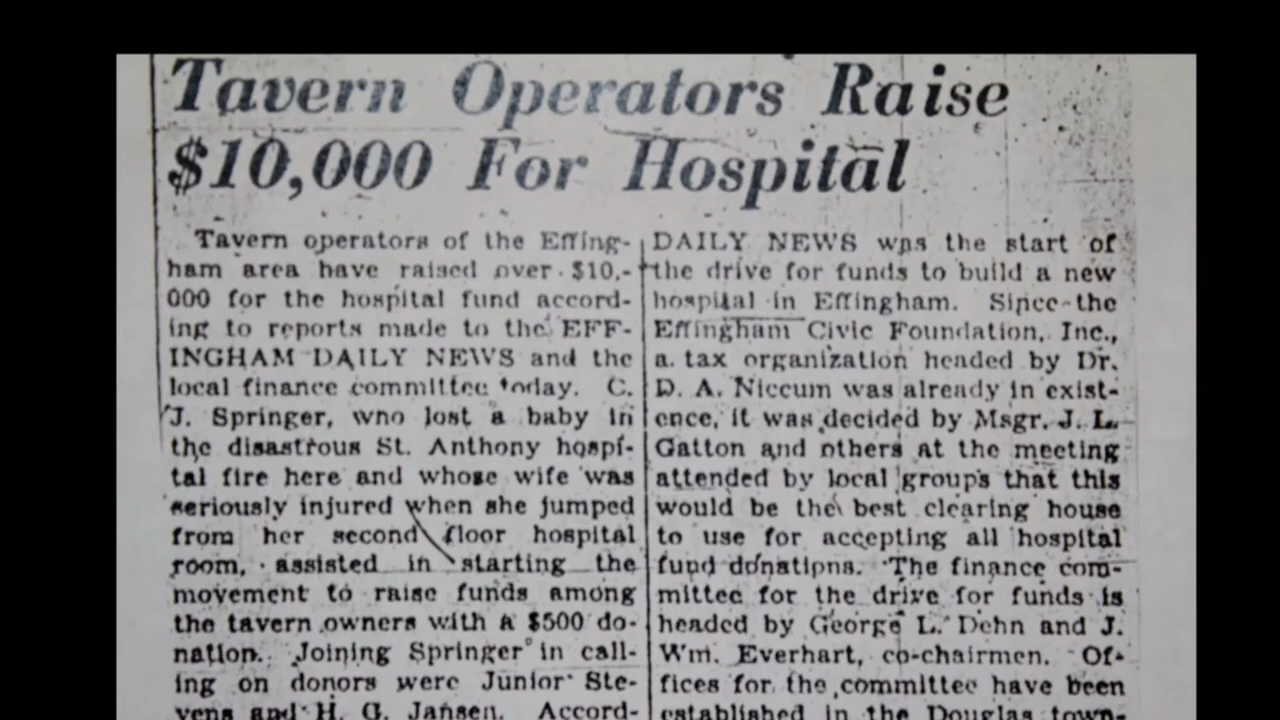 Tavern Operators Raise
$10,000 For Hospital
Tavern operators of the Effing-
ham area have raised over $10,-
000 for the hospital fund accord-
ing to reports made to the EFF-
INGHAM DAILY NEWS and the
local finance committee today. C.
J. Springer, who lost a baby in
the disastrous St. Anthony hospi-
tal fire here and whose wife was
seriously injured when she jumped
from her second floor hospital
room, assisted in starting the
movement to raise funds among
the tavern owners with a $500 do-
nation. Joining Springer in call-
ing on donors were Junior Ste-
vens and H. G. Jansen. Accord-
DAILY NEWS was the start of
the drive for funds to build a new
hospital in Effingham. Since the
Effingham Civic Foundation, Inc.,
a tax organization headed by Dr.
D. A. Niccum was already in exist-
ence, it was decided by Msgr. J. L.
Gatton and others at the meeting
attended by local groups that this
would be the best clearing house
to use for accepting all hospital
fund donations. The finance com-
mittee for the drive for funds is
headed by George L. Dehn and J.
Wm. Everhart, co-chairmen. Of-
fices for the committee have been
established in the Douglas town-